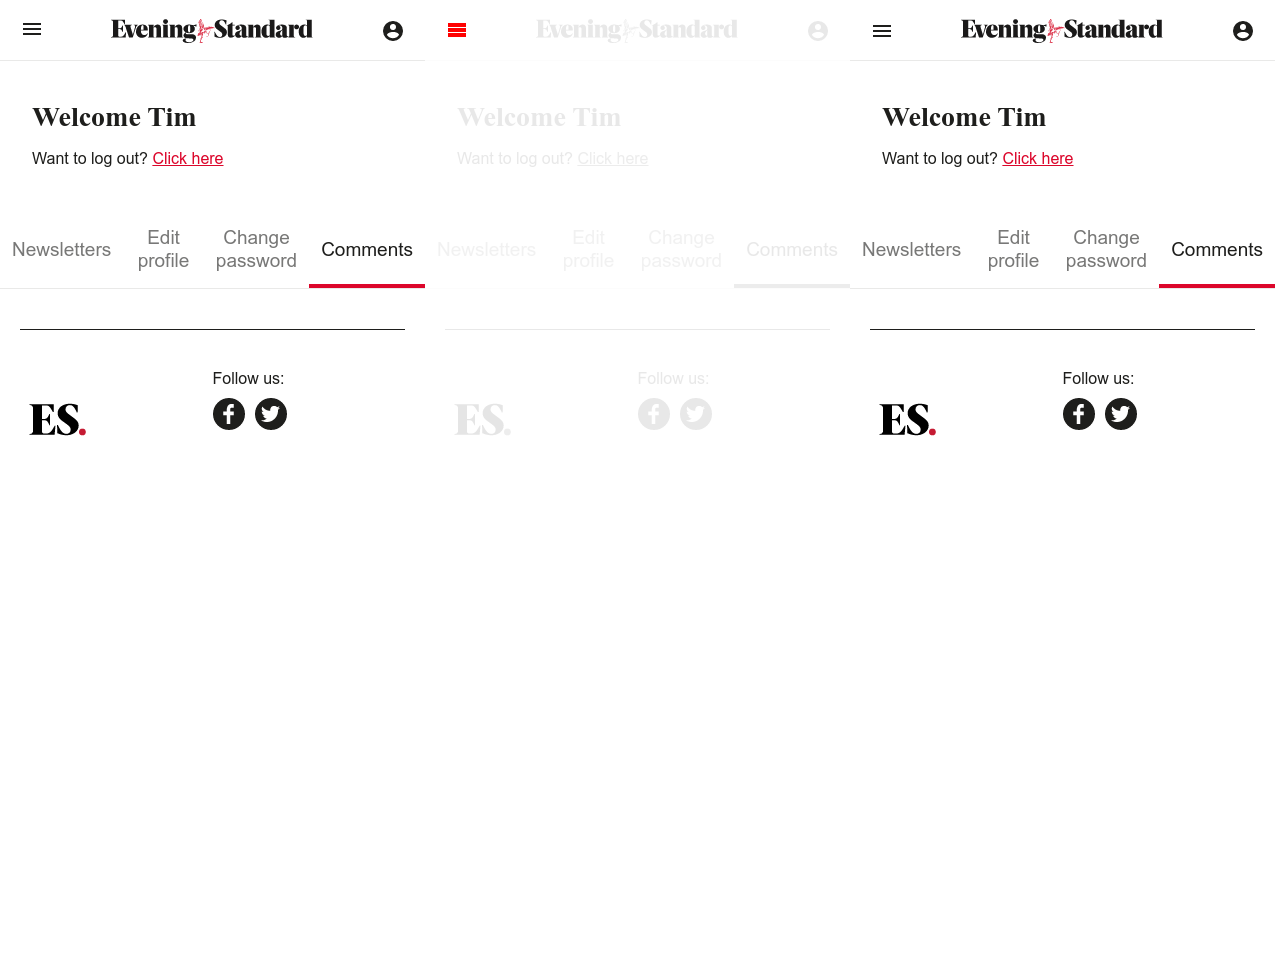 Evening Standard
Welcome Tim
Want to log out? Click here
Newsletters
Edit profile
Change password
Comments
Follow us:
ES.
Evening Standard
Welcome Tim
Want to log out? Click here
Newsletters
Edit profile
Change password
Comments
Follow us:
ES.
Evening Standard
Welcome Tim
Want to log out? Click here
Newsletters
Edit profile
Change password
Comments
Follow us:
ES.